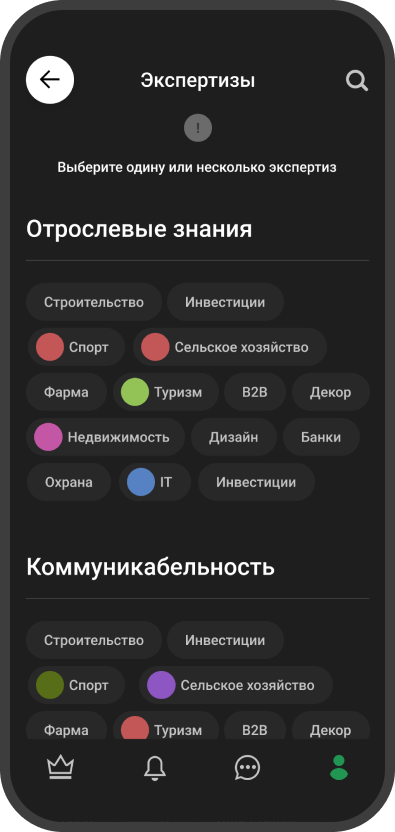 Экспертизы
!
Выберите одину или несколько экспертиз
Отрослевые знания
Строительство Инвестиции
Спорт Сельское хозяйство
Фарма Туризм B2B Декор
Недвижимость Дизайн Банки
Охрана IT Инвестиции
Коммуникабельность
Строительство Инвестиции
Спорт Сельское хозяйство
Фарма Туризм B2B Декор